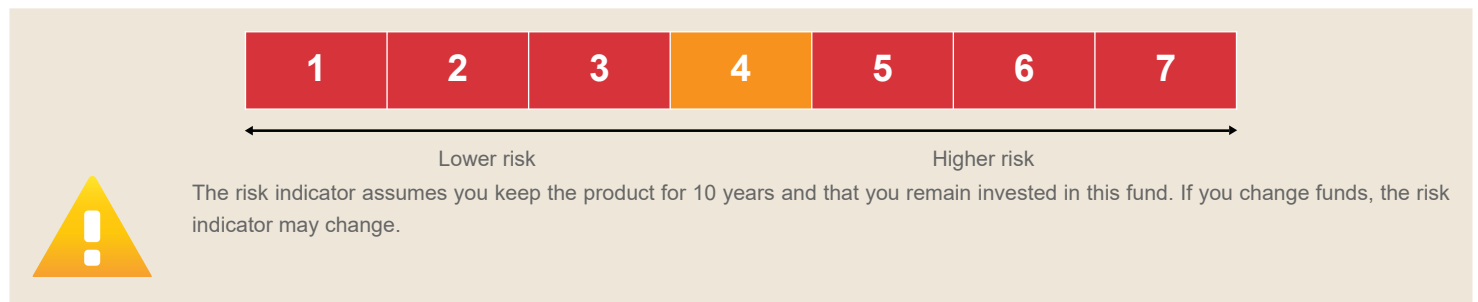 1 2 3 4 5 6 7
Lower risk Higher risk
The risk indicator assumes you keep the product for 10 years and that you remain invested in this fund. If you change funds, the risk
indicator may change.